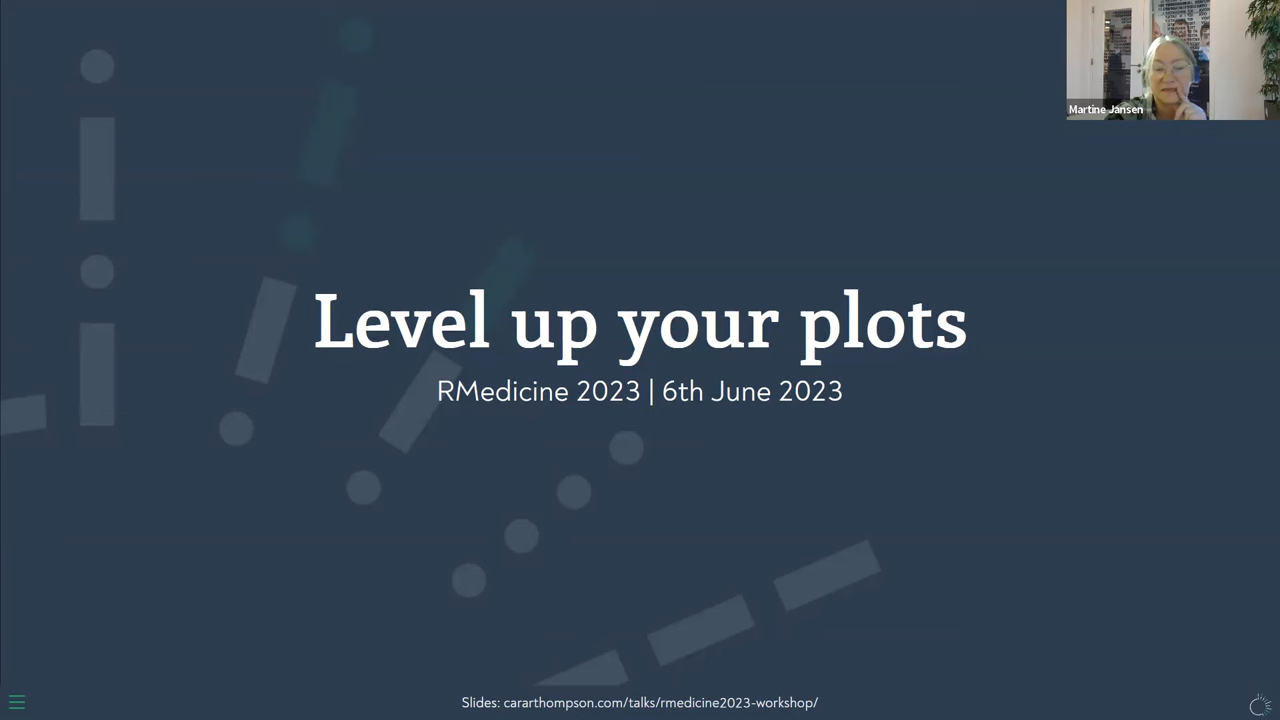 Martine Jansen
Level up your plots
RMedicine 2023 | 6th June 2023
Slides: cararthompson.com/talks/rmedicine2023-workshop/